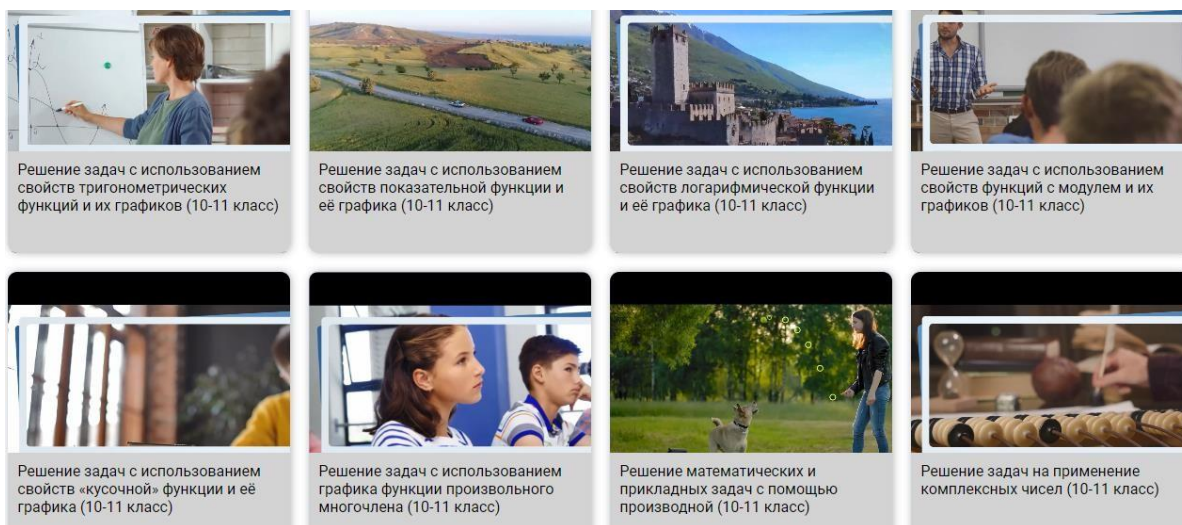 Решение задач с использованием
свойств тригонометрических
функций и их графиков (10-11 класс)
Решение задач с использованием
свойств показательной функции и
её графика (10-11 класс)
Решение задач с использованием
свойств логарифмической функции
и её графика (10-11 класс)
Решение задач с использованием
свойств функций с модулем и их
графиков (10-11 класс)
Решение задач с использованием
свойств «кусочной» функции и её
графика (10-11 класс)
Решение задач с использованием
графика функции произвольного
многочлена (10-11 класс)
Решение математических и
прикладных задач с помощью
производной (10-11 класс)
Решение задач на применение
комплексных чисел (10-11 класс)